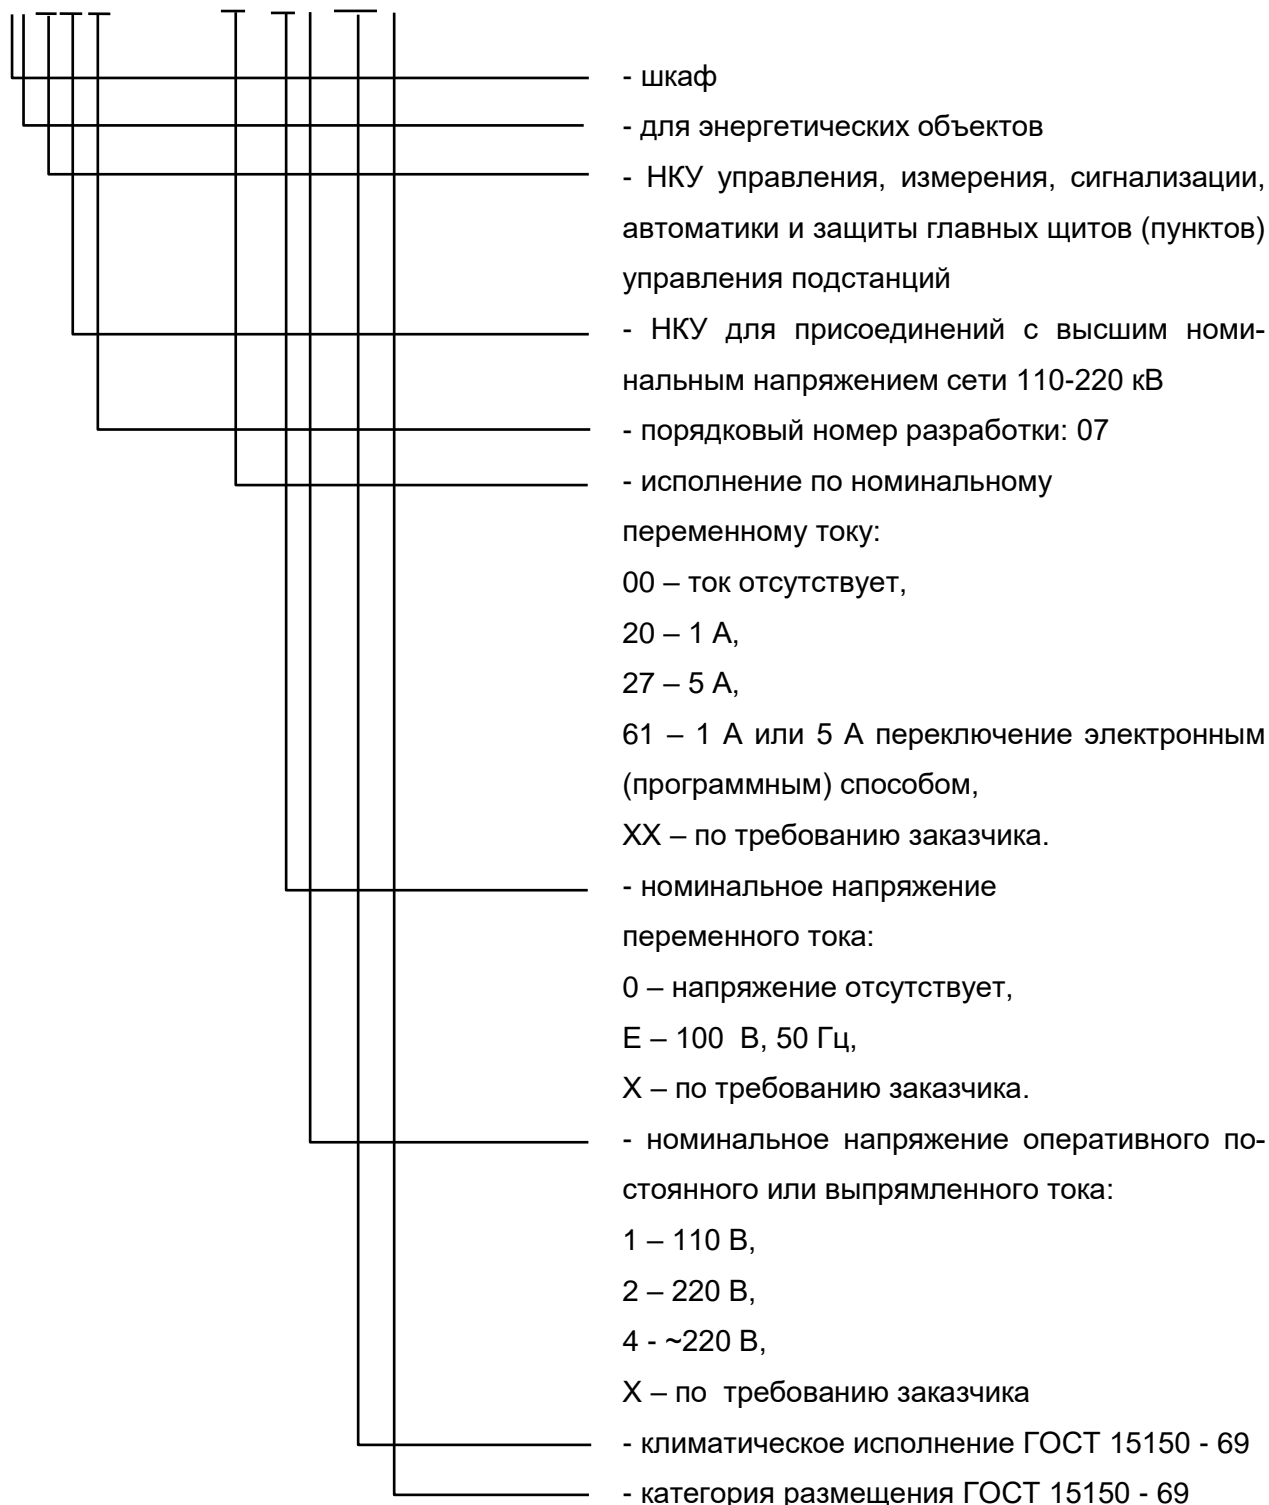 - шкаф
- для энергетических объектов
- НКУ управления, измерения, сигнализации,
автоматики и защиты главных щитов (пунктов)
управления подстанций
- НКУ для присоединений с высшим номи-
нальным напряжением сети 110-220 кВ
- порядковый номер разработки: 07
- исполнение по номинальному
переменному току:
00 – ток отсутствует,
20 – 1 А,
27 – 5 А,
61 – 1 А или 5 А переключение электронным
(программным) способом,
ХХ – по требованию заказчика.
- номинальное напряжение
переменного тока:
0 – напряжение отсутствует,
Е – 100 В, 50 Гц,
Х – по требованию заказчика.
- номинальное напряжение оперативного по-
стоянного или выпрямленного тока:
1 – 110 В,
2 – 220 В,
4 - ~220 В,
Х – по требованию заказчика
- климатическое исполнение ГОСТ 15150 - 69
- категория размещения ГОСТ 15150 - 69